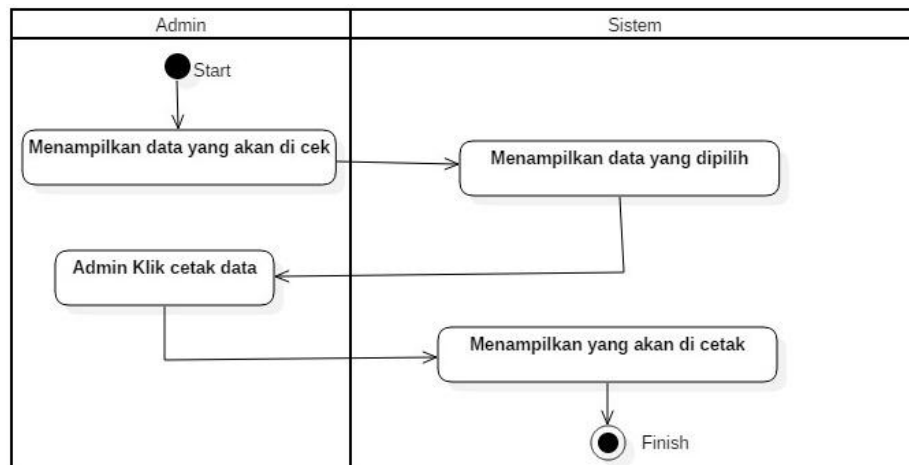 Admin
Sistem
Start
Menampilkan data yang akan di cek
Menampilkan data yang dipilih
Admin Klik cetak data
Menampilkan yang akan di cetak
Finish